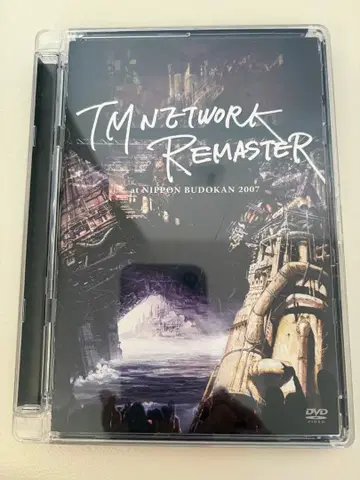 TM NETWORK
REMASTER
at NIPPON BUDOKAN 2007
DVD
VIDEO